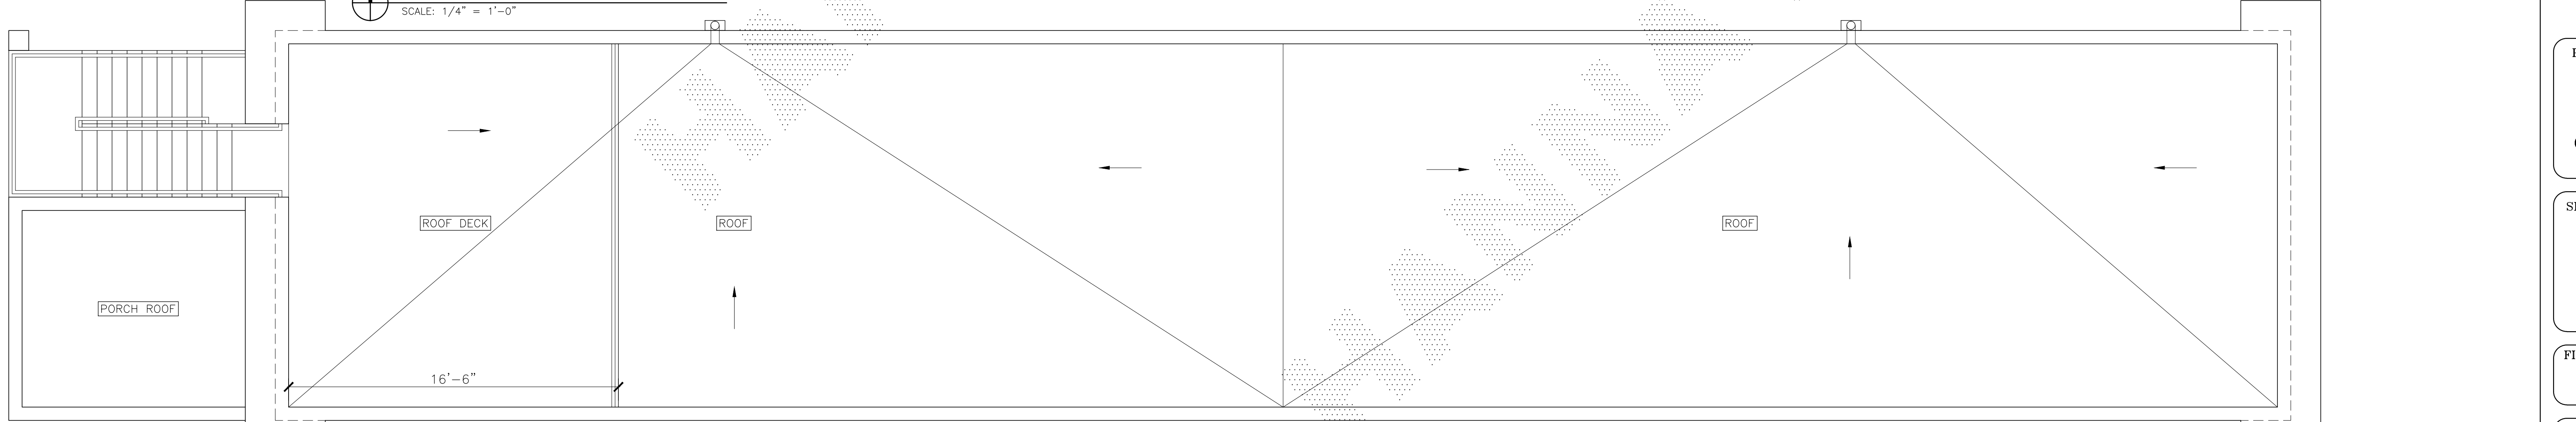 SCALE: 1/4" = 1'-0"
ROOF DECK
ROOF
ROOF
PORCH ROOF
16'-6"